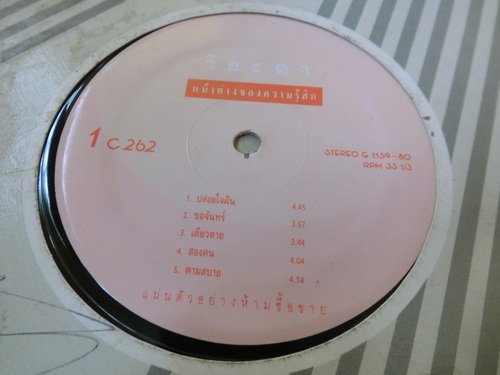 วิยะดา
หน้าต่างของความรู้สึก
1 C 262
STEREO G 1139-80
RPM 33 1/3
1. ปล่อยใจฝัน 4.45
2. ขอจันทร์ 3.57
3. เดียวดาย 3.44
4. สองคน 4.04
5. ตามสบาย 4.14
แผ่นตัวอย่างห้ามซื้อขาย